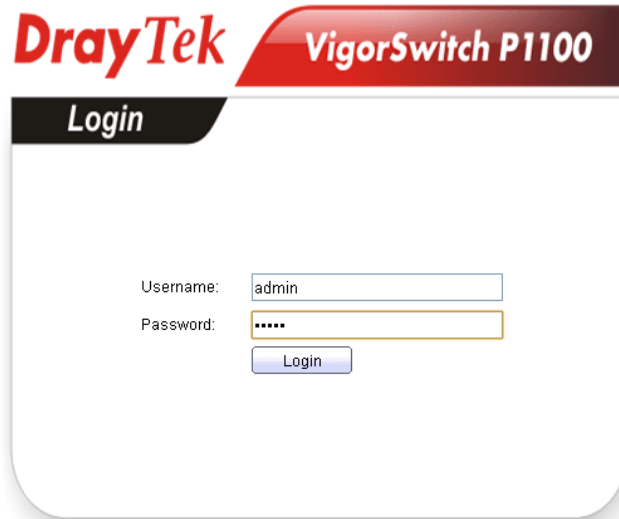 DrayTek VigorSwitch P1100
Login
Username: admin
Password: •••••
Login